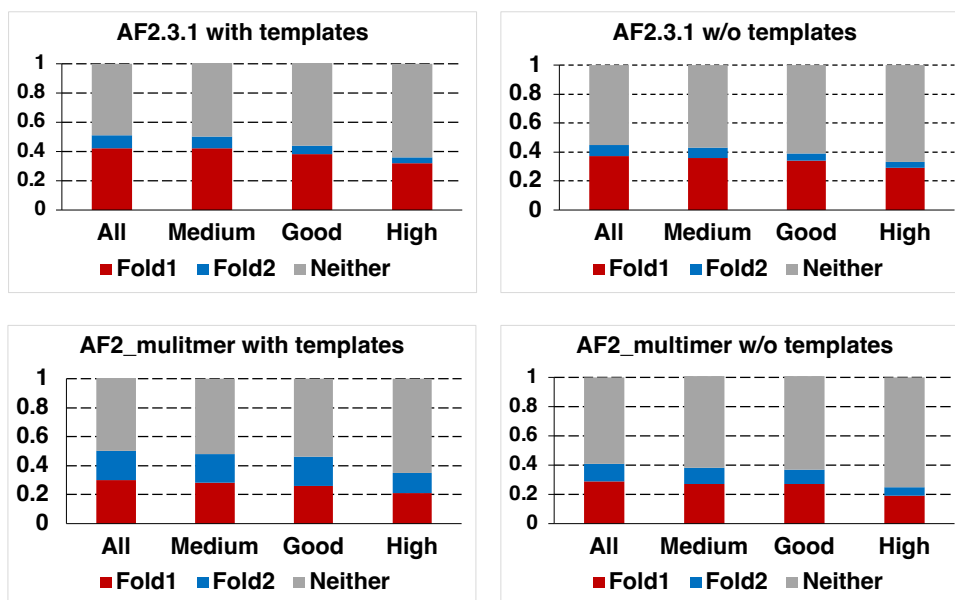 AF2.3.1 with templates
1
0.8
0.6
0.4
0.2
0
All Medium Good High
Fold1 Fold2 Neither
AF2.3.1 w/o templates
1
0.8
0.6
0.4
0.2
0
All Medium Good High
Fold1 Fold2 Neither
AF2_mulitmer with templates
1
0.8
0.6
0.4
0.2
0
All Medium Good High
Fold1 Fold2 Neither
AF2_multimer w/o templates
1
0.8
0.6
0.4
0.2
0
All Medium Good High
Fold1 Fold2 Neither